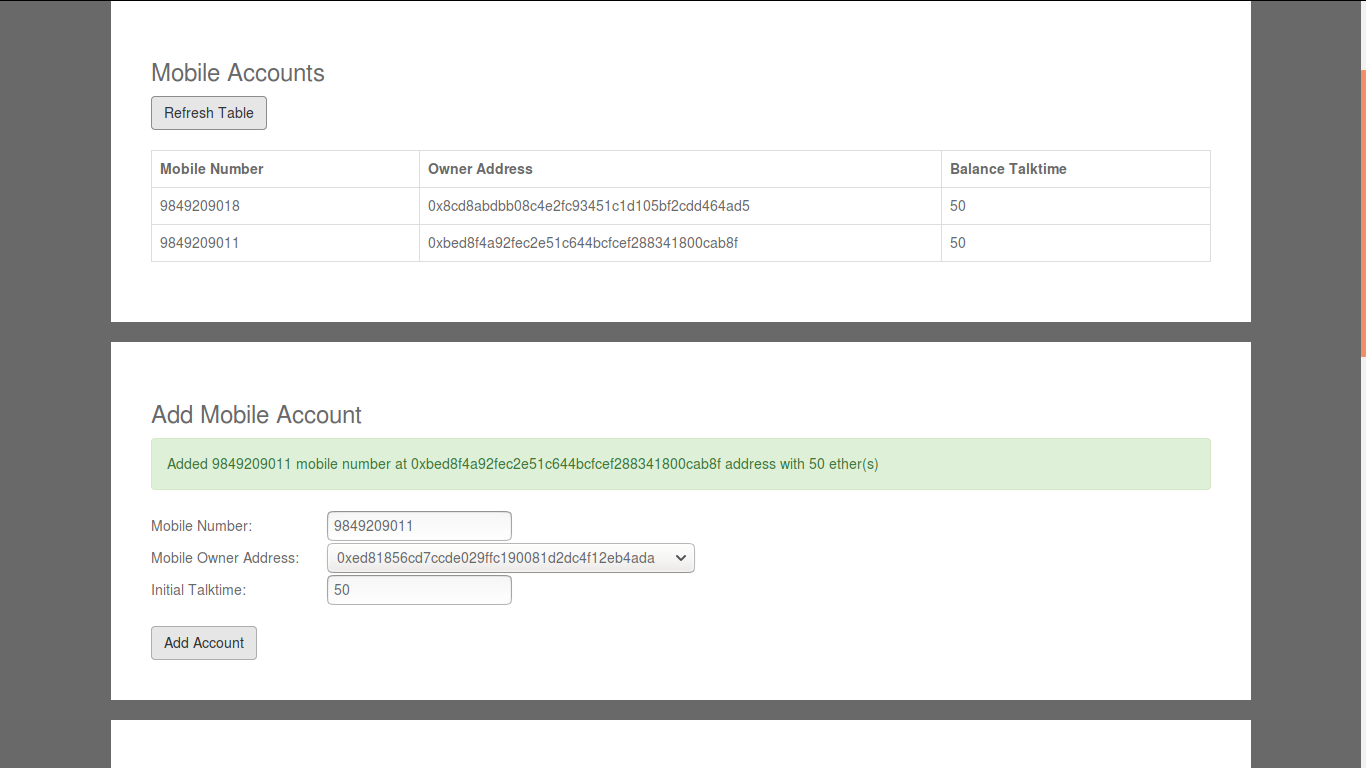 Mobile Accounts
Refresh Table
Mobile Number Owner Address Balance Talktime
9849209018 0x8cd8abdbb08c4e2fc93451c1d105bf2cdd464ad5 50
9849209011 0xbed8f4a92fec2e51c644bcfcef288341800cab8f 50
Add Mobile Account
Added 9849209011 mobile number at 0xbed8f4a92fec2e51c644bcfcef288341800cab8f address with 50 ether(s)
Mobile Number: 9849209011
Mobile Owner Address: 0xed81856cd7ccde029ffc190081d2dc4f12eb4ada
Initial Talktime: 50
Add Account